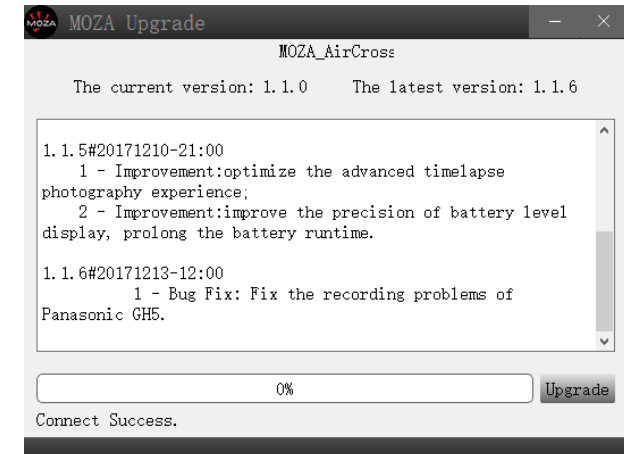 MOZA MOZA Upgrade
MOZA_AirCross
The current version: 1.1.0 The latest version: 1.1.6
1.1.5#20171210-21:00
1 - Improvement:optimize the advanced timelapse
photography experience;
2 - Improvement:improve the precision of battery level
display, prolong the battery runtime.
1.1.6#20171213-12:00
1 - Bug Fix: Fix the recording problems of
Panasonic GH5.
0% Upgrade
Connect Success.